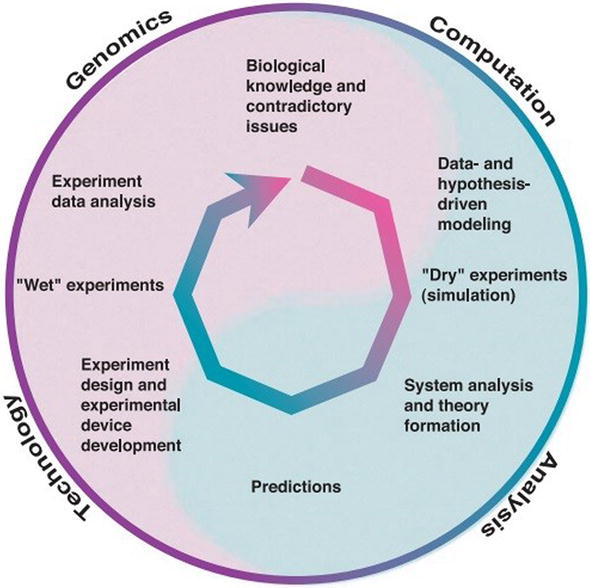 Genomics
Computation
Biological
knowledge and
contradictory
issues
Data- and
hypothesis-
driven
modeling
"Dry" experiments
(simulation)
System analysis
and theory
formation
Predictions
Experiment
design and
experimental
device
development
"Wet" experiments
Experiment
data analysis
Technology
Analysis